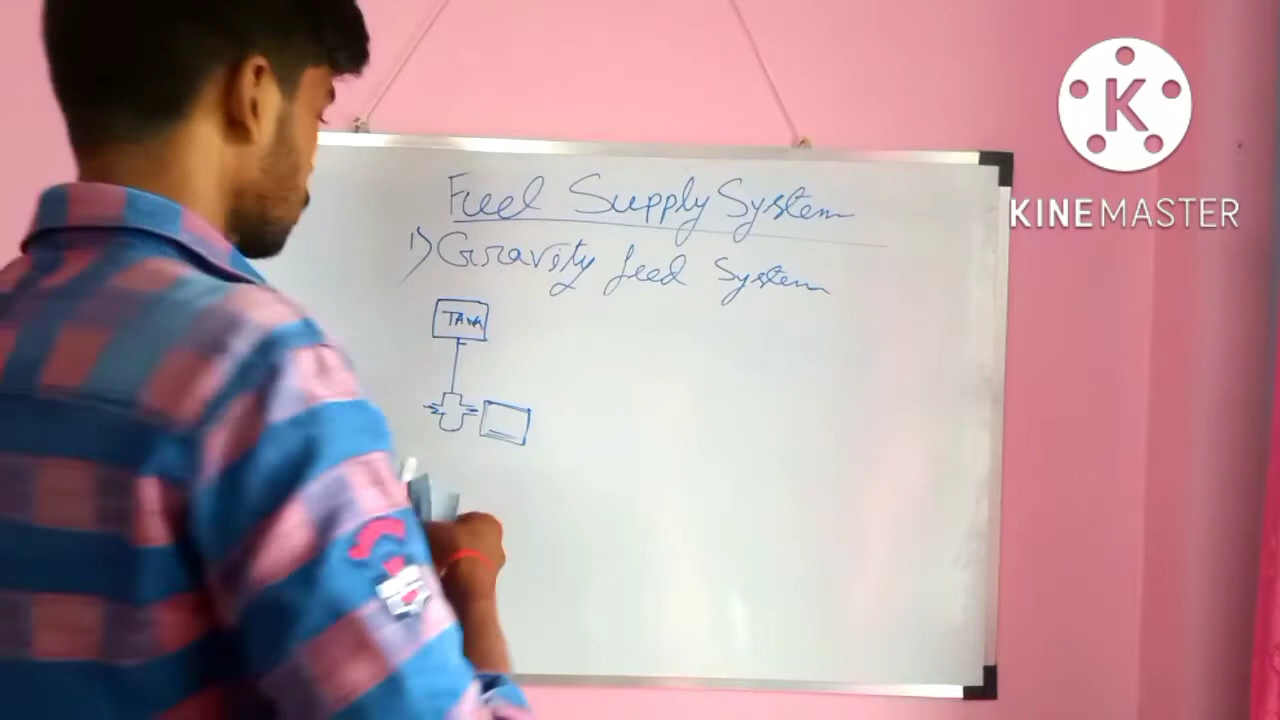 Fuel Supply System
1) Gravity feed System
TANK
K
KINEMASTER